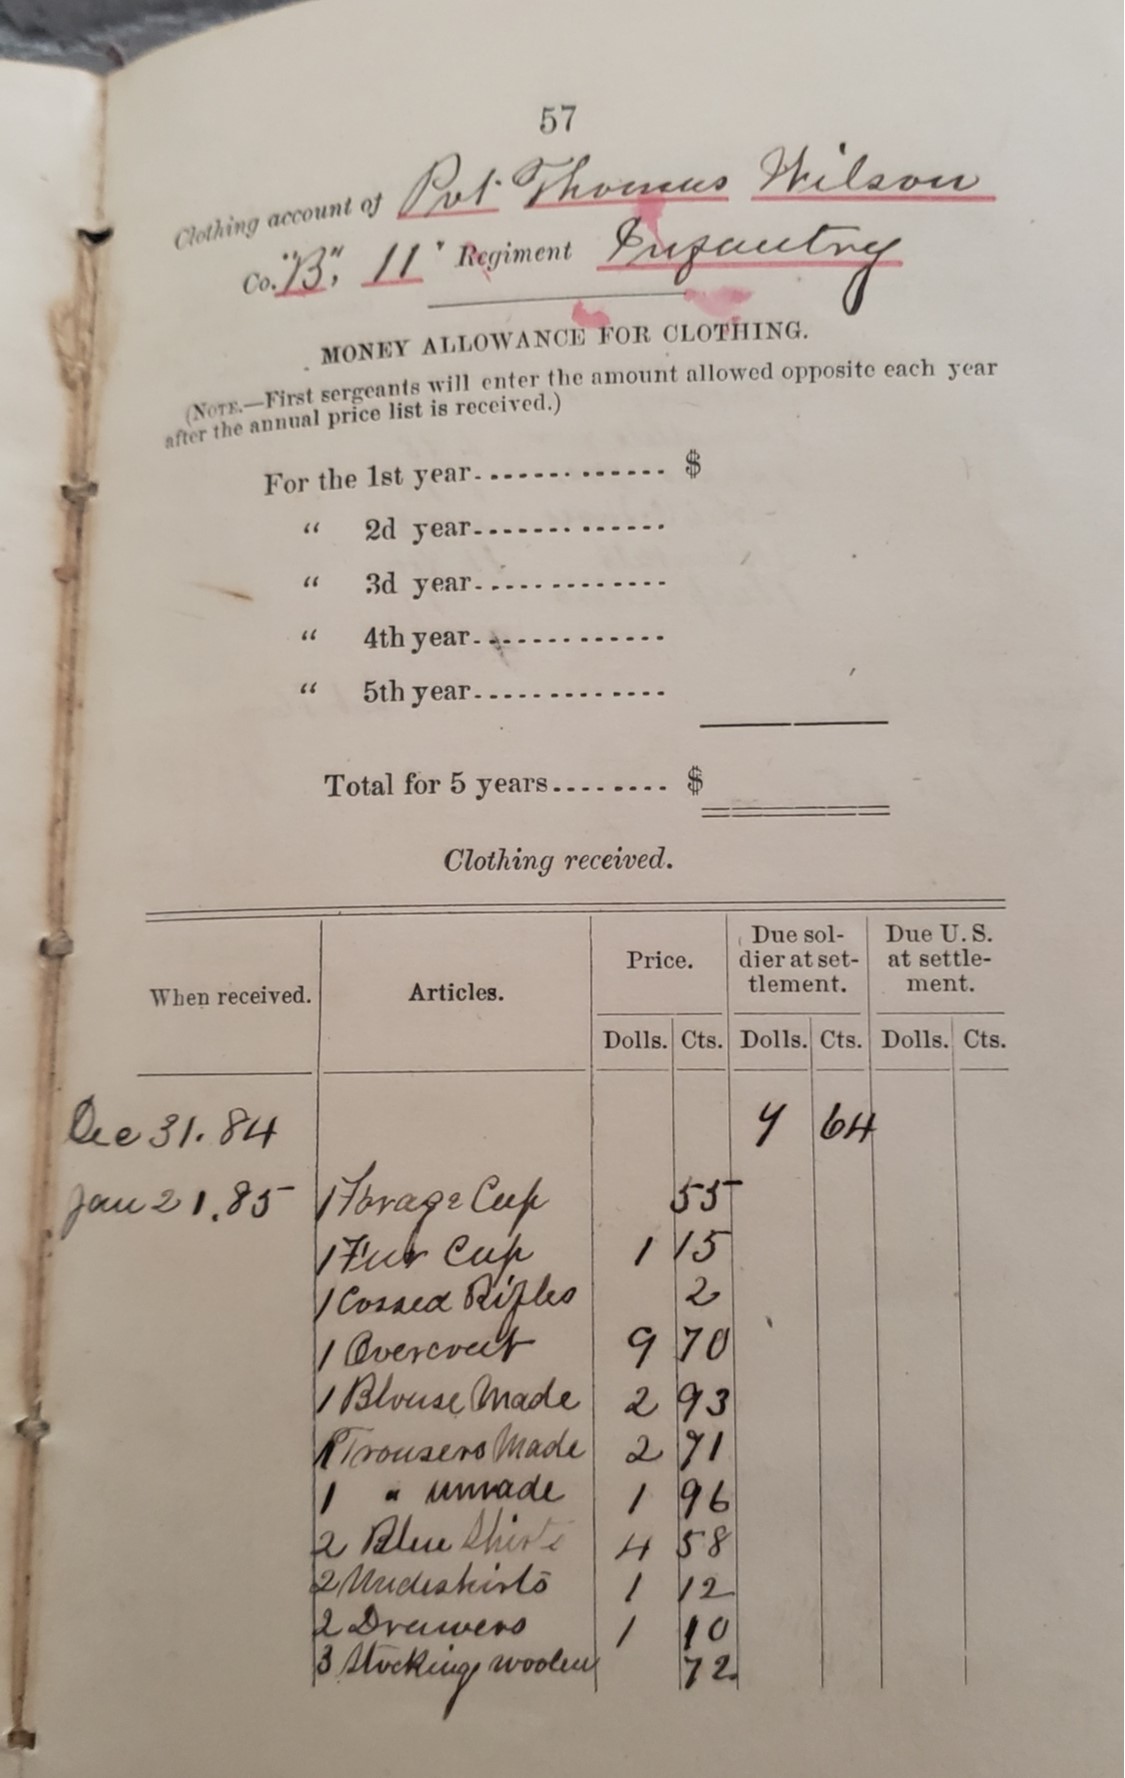 57
Clothing account of Pvt Thomas Wilson
Co. "B", 11" Regiment Infantry
MONEY ALLOWANCE FOR CLOTHING.
(NOTE.—First sergeants will enter the amount allowed opposite each year
after the annual price list is received.)
For the 1st year............. $
" 2d year.............
" 3d year.............
" 4th year.............
" 5th year.............
Total for 5 years......... $
Clothing received.
When received. Articles. Price. Due soldier at settlement. Due U. S. at settlement.
Dolls. Cts. Dolls. Cts. Dolls. Cts.
Dec 31. 84 64
Jan 21. 85 1 Forage Cap 55
1 Fur Cap 1 15
1 Rifles 2
1 Overcoat 9 70
1 Blouse Made 2 93
1 Trousers Made 2 71
1 " unmade 1 96
2 Blue Shirts 4 58
2 Undeshirts 1 12
2 Drawers 1 10
3 Stockings woolen 72